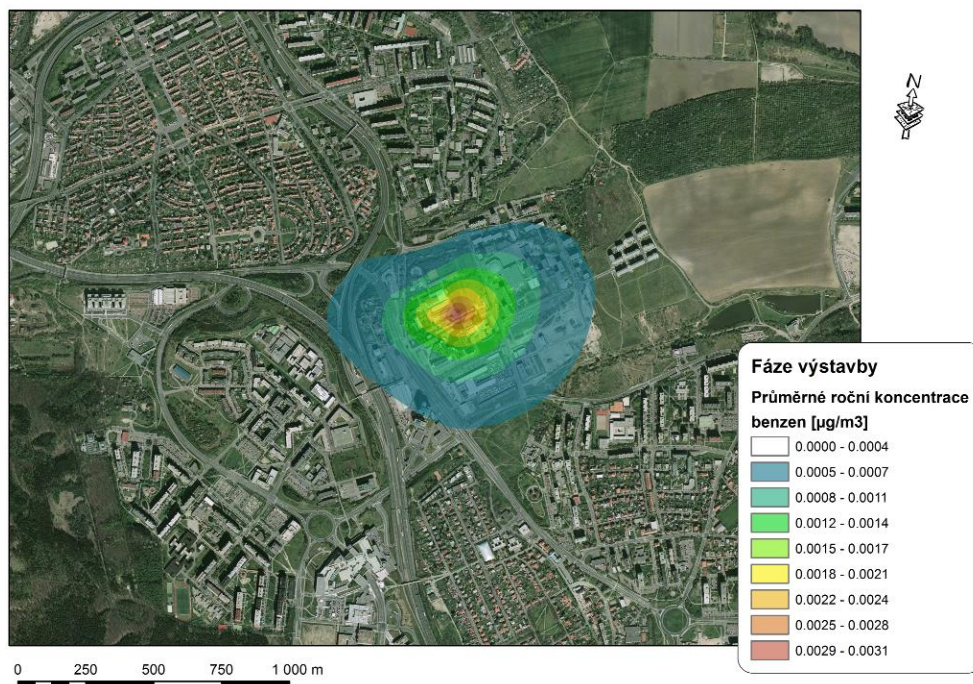 N
Fáze výstavby
Průměrné roční koncentrace
benzen [µg/m3]
0.0000 - 0.0004
0.0005 - 0.0007
0.0008 - 0.0011
0.0012 - 0.0014
0.0015 - 0.0017
0.0018 - 0.0021
0.0022 - 0.0024
0.0025 - 0.0028
0.0029 - 0.0031
0 250 500 750 1 000 m